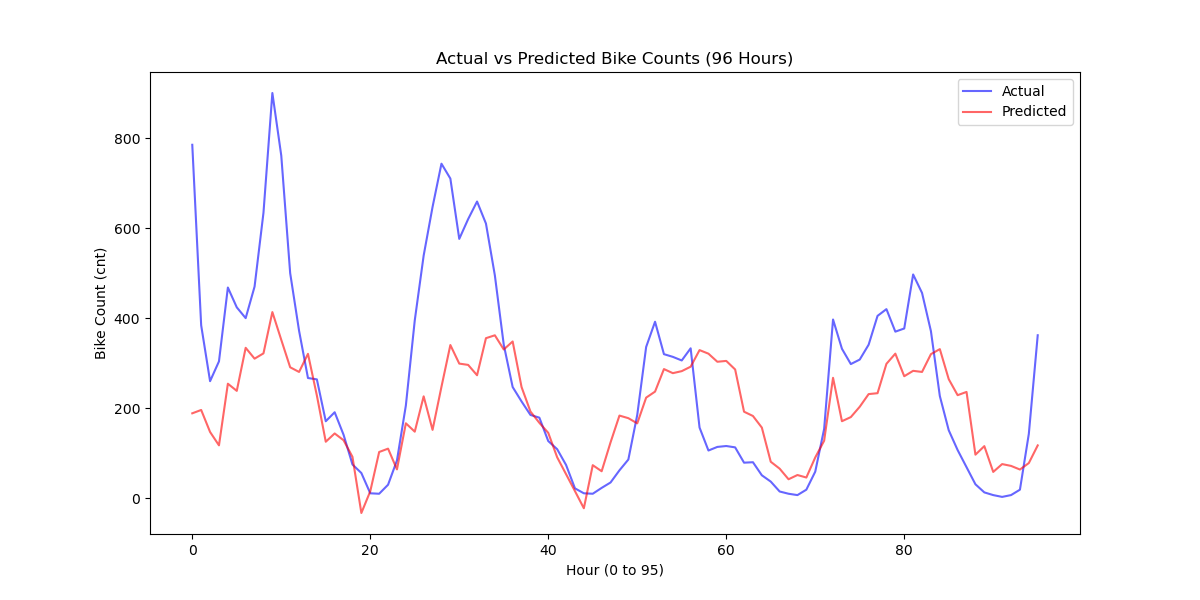 Actual vs Predicted Bike Counts (96 Hours)
Actual
Predicted
800
600
400
200
0
Bike Count (cnt)
0 20 40 60 80
Hour (0 to 95)